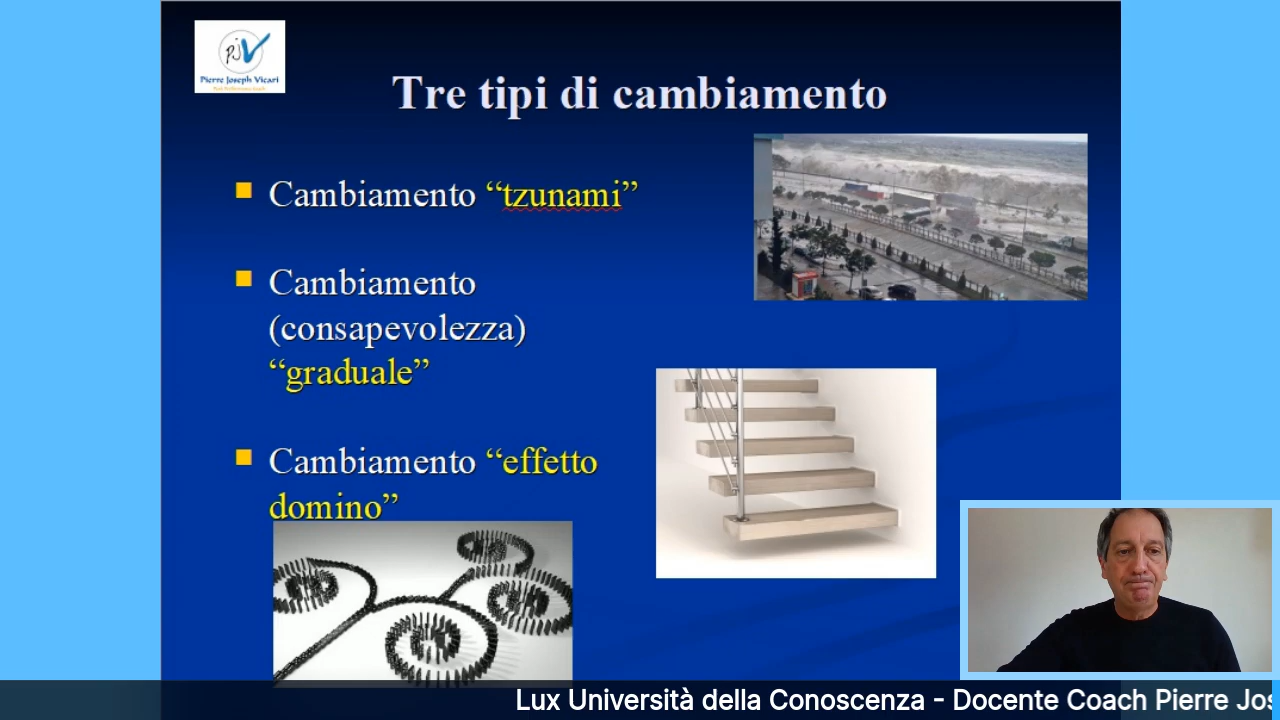 PJV
Pierre Joseph Vicari
Tre tipi di cambiamento
Cambiamento “tzunami”
Cambiamento
(consapevolezza)
“graduale”
Cambiamento “effetto
domino”
Lux Università della Conoscenza - Docente Coach Pierre Jos